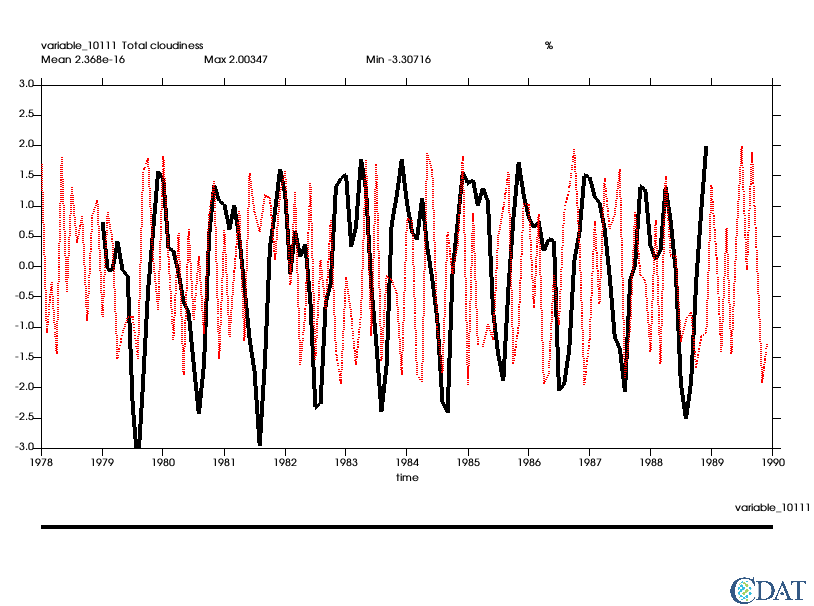 variable_10111 Total cloudiness %
Mean 2.368e-16 Max 2.00347 Min -3.30716
3.0
2.5
2.0
1.5
1.0
0.5
0.0
-0.5
-1.0
-1.5
-2.0
-2.5
-3.0
1978 1979 1980 1981 1982 1983 1984 1985 1986 1987 1988 1989 1990
time
variable_10111
CDAT